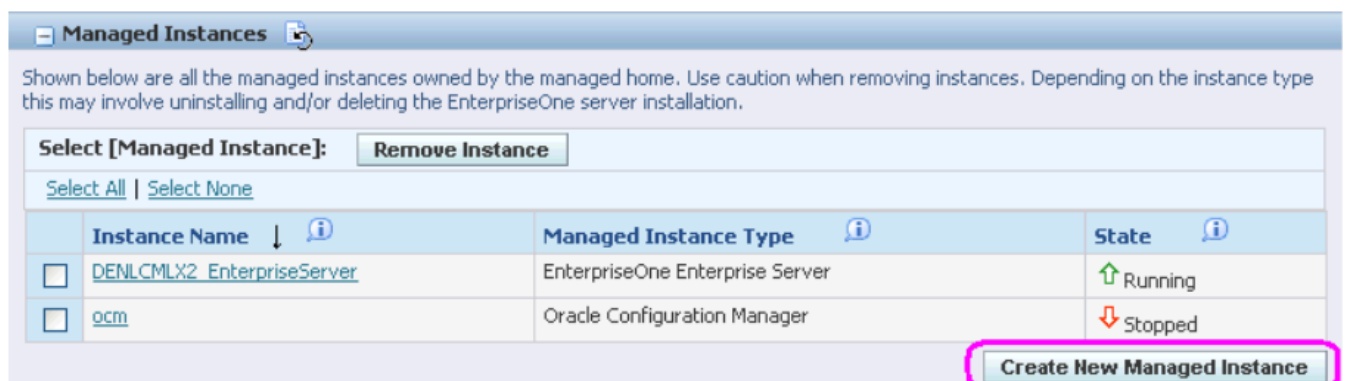 Managed Instances
Shown below are all the managed instances owned by the managed home. Use caution when removing instances. Depending on the instance type
this may involve uninstalling and/or deleting the EnterpriseOne server installation.
Select [Managed Instance]: Remove Instance
Select All | Select None
Instance Name Managed Instance Type State
DENLCMLX2_EnterpriseServer EnterpriseOne Enterprise Server Running
ocm Oracle Configuration Manager Stopped
Create New Managed Instance